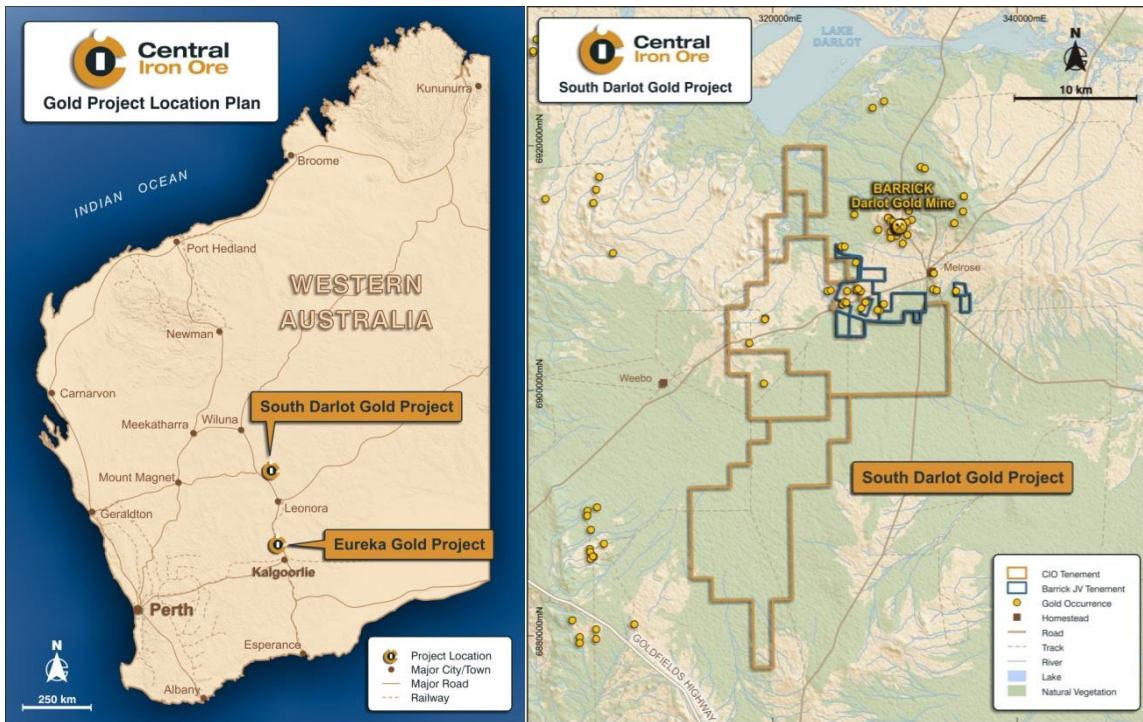 Central
Iron Ore
Gold Project Location Plan
Kununurra
Broome
INDIAN OCEAN
Port Hedland
WESTERN
AUSTRALIA
Newman
Carnarvon
South Darlot Gold Project
Meekatharra
Wiluna
Mount Magnet
Leonora
Geraldton
Eureka Gold Project
Kalgoorlie
Perth
Esperance
Albany
N
250 km
Project Location
Major City/Town
Major Road
Railway
Central
Iron Ore
South Darlot Gold Project
320000mE
340000mE
LAKE
DARLOT
N
10 km
6920000mN
BARRICK
Darlot Gold Mine
Melrose
Weebo
6900000mN
South Darlot Gold Project
6880000mN
GOLDFIELDS HIGHWAY
CIO Tenement
Barrick JV Tenement
Gold Occurrence
Homestead
Road
Track
River
Lake
Natural Vegetation